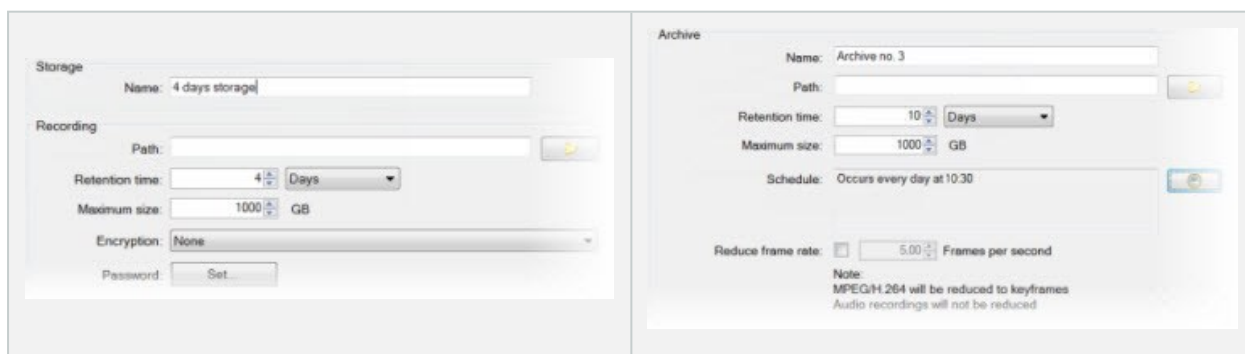 Storage
Name: 4 days storage
Recording
Path:
Retention time: 4 Days
Maximum size: 1000 GB
Encryption: None
Password: Set...
Archive
Name: Archive no. 3
Path:
Retention time: 10 Days
Maximum size: 1000 GB
Schedule: Occurs every day at 10:30
Reduce frame rate: 5.00 Frames per second
Note:
MPEG/H.264 will be reduced to keyframes
Audio recordings will not be reduced